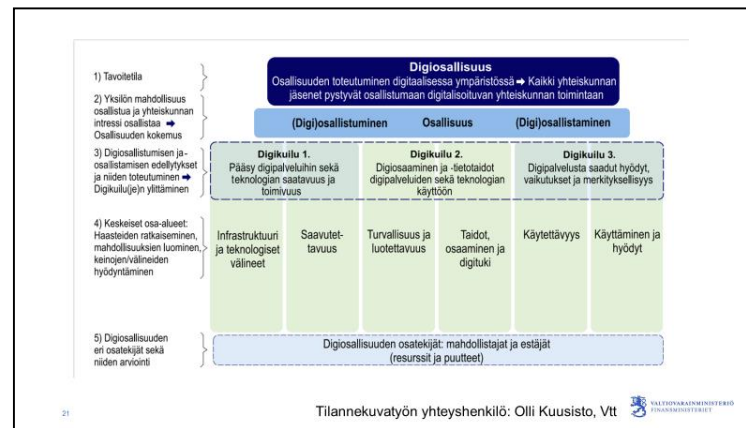 Digiosallisuus
Osallisuuden toteutuminen digitaalisessa ympäristössä ➡ Kaikki yhteiskunnan
jäsenet pystyvät osallistumaan digitalisoituvan yhteiskunnan toimintaan
1) Tavoitetila
2) Yksilön mahdollisuus
osallistua ja yhteiskunnan
intressi osallistaa ➡
Osallisuuden kokemus
(Digi)osallistuminen Osallisuus (Digi)osallistaminen
3) Digiosallistumisen ja-
osallistamisen edellytykset
ja niiden toteutuminen ➡
Digikuilu(je)n ylittäminen
Digikuilu 1.
Pääsy digipalveluihin sekä
teknologian saatavuus ja
toimivuus
Digikuilu 2.
Digiosaaminen ja -tietotaidot
digipalveluiden sekä teknologian
käyttöön
Digikuilu 3.
Digipalvelusta saadut hyödyt,
vaikutukset ja merkityksellisyys
4) Keskeiset osa-alueet:
Haasteiden ratkaiseminen,
mahdollisuuksien luominen,
keinojen/välineiden
hyödyntäminen
Infrastruktuuri
ja teknologiset
välineet
Saavutet-
tavuus
Turvallisuus ja
luotettavuus
Taidot,
osaaminen ja
digituki
Käytettävyys
Käyttäminen ja
hyödyt
5) Digiosallisuuden
eri osatekijät sekä
niiden arviointi
Digiosallisuuden osatekijät: mahdollistajat ja estäjät
(resurssit ja puutteet)
21
Tilannekuvatyön yhteyshenkilö: Olli Kuusisto, Vtt
VALTIOVARAINMINISTERIÖ
FINANSMINISTERIET